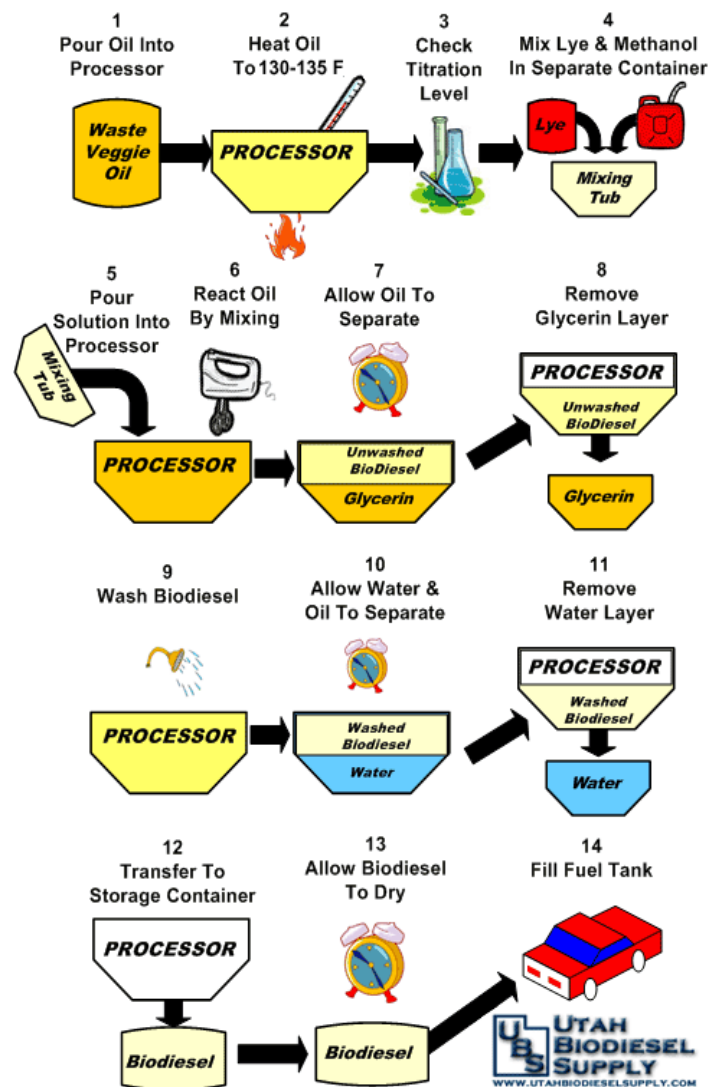 1
Pour Oil Into
Processor
2
Heat Oil
To 130-135 F
3
Check
Titration
Level
4
Mix Lye & Methanol
In Separate Container
Waste
Veggie
Oil
PROCESSOR
Lye
Mixing
Tub
5
Pour
Solution Into
Processor
6
React Oil
By Mixing
7
Allow Oil To
Separate
8
Remove
Glycerin Layer
Mixing
Tub
PROCESSOR
Unwashed
BioDiesel
Glycerin
PROCESSOR
Unwashed
BioDiesel
Glycerin
9
Wash Biodiesel
10
Allow Water &
Oil To Separate
11
Remove
Water Layer
PROCESSOR
Washed
Biodiesel
Water
PROCESSOR
Washed
Biodiesel
Water
12
Transfer To
Storage Container
13
Allow Biodiesel
To Dry
14
Fill Fuel Tank
PROCESSOR
Biodiesel
Biodiesel
UBS
UTAH
BIODIESEL
SUPPLY
WWW.UTAHBIODIESELSUPPLY.COM